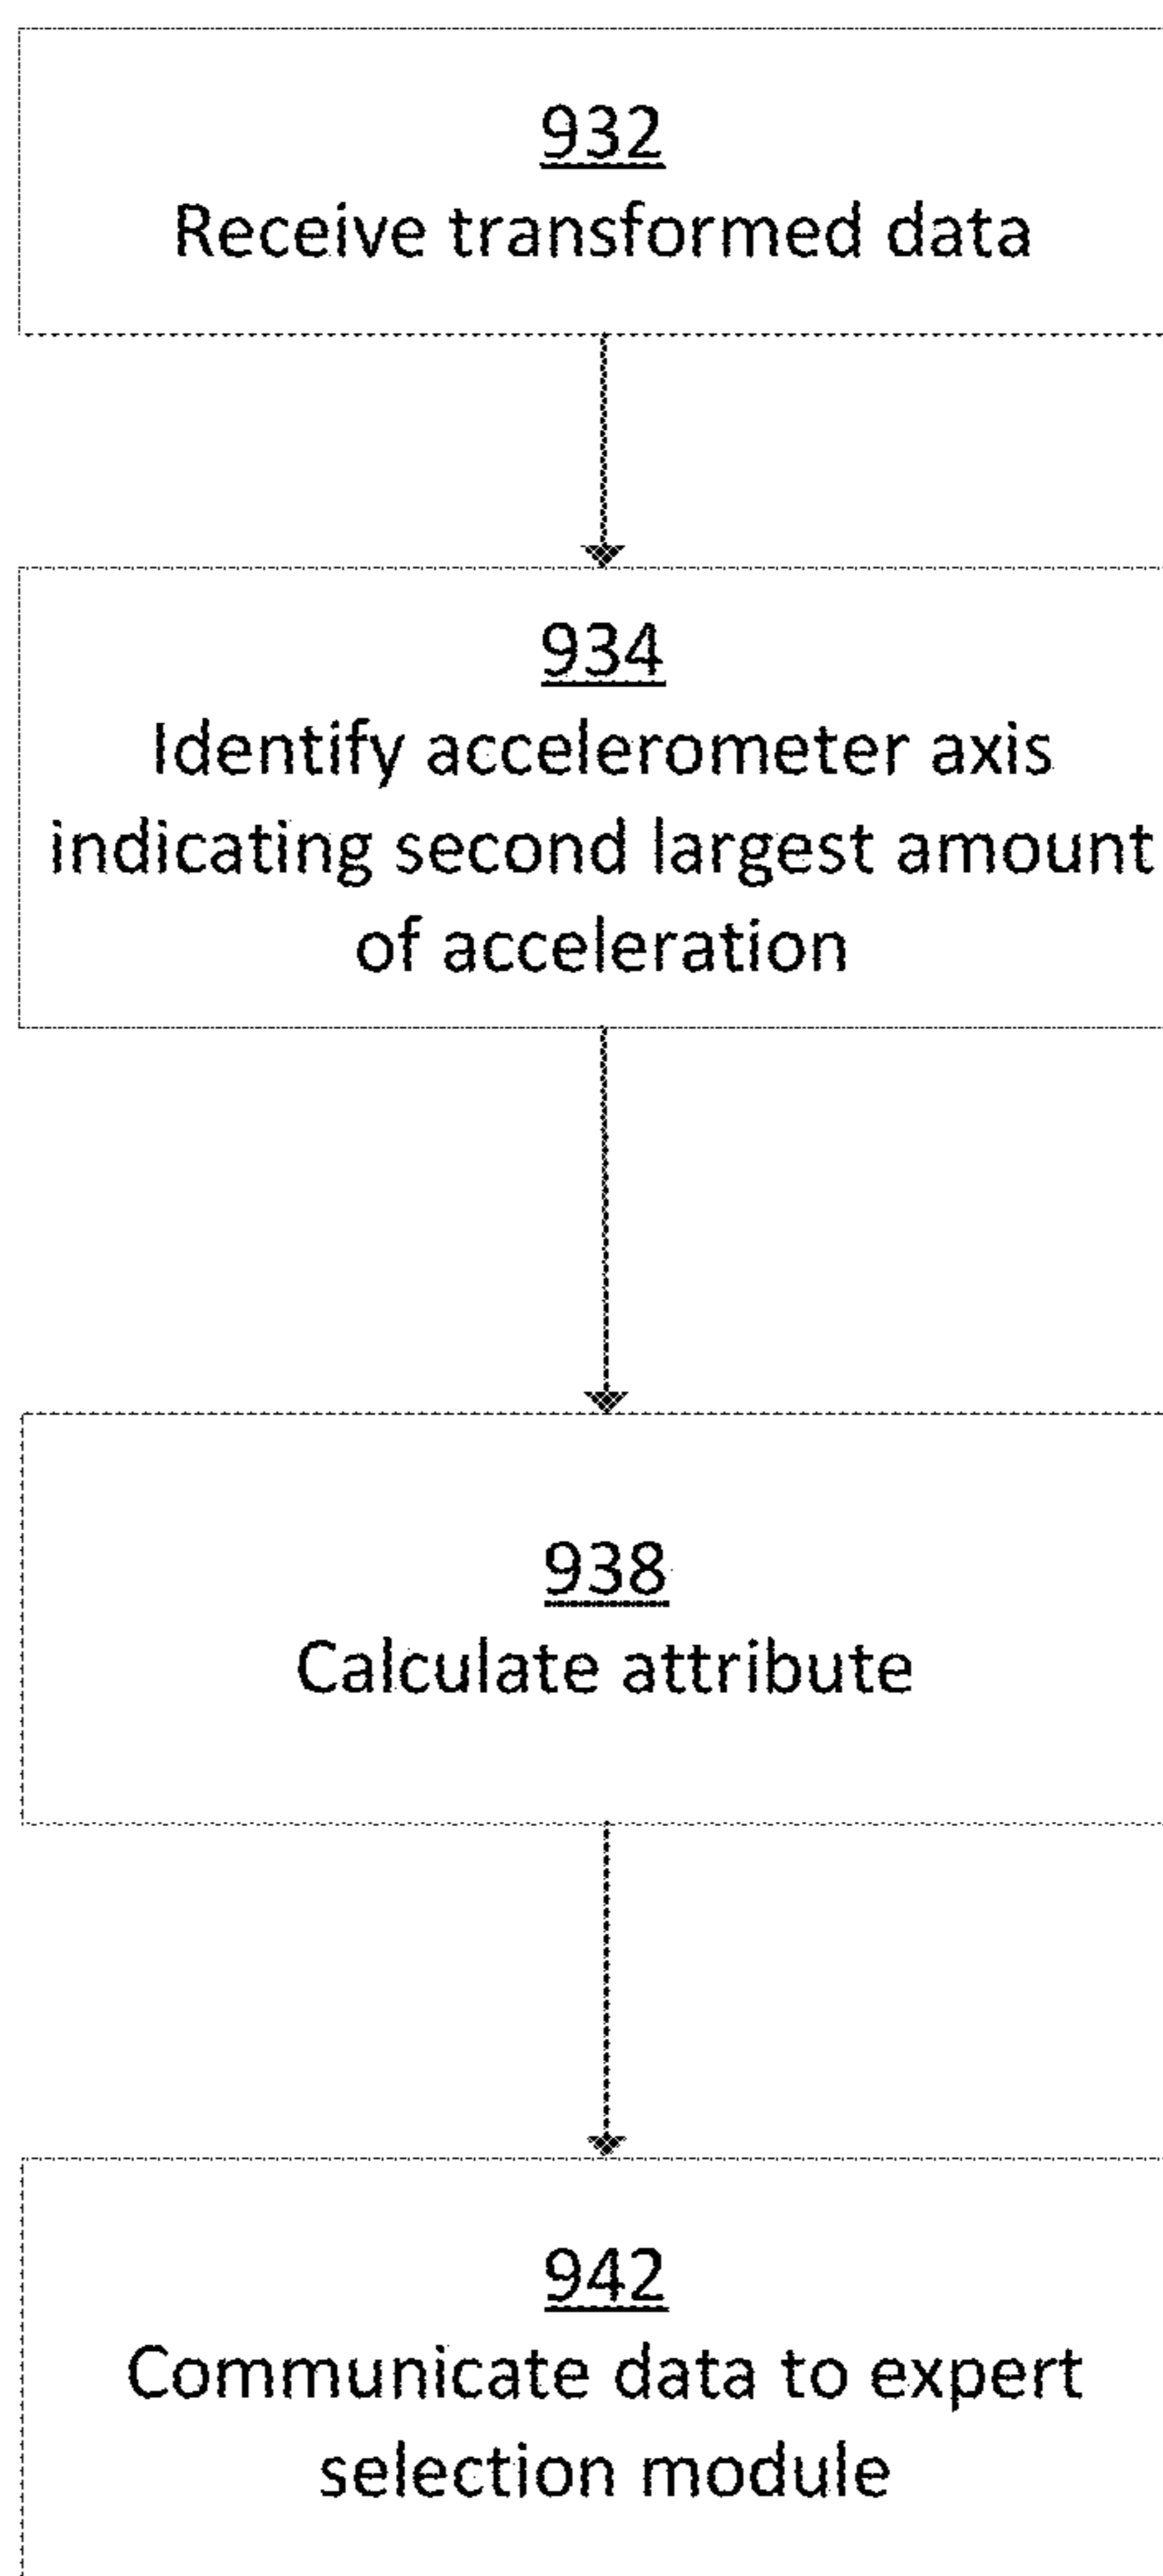 932
Receive transformed data
934
Identify accelerometer axis
indicating second largest amount
of acceleration
938
Calculate attribute
942
Communicate data to expert
selection module